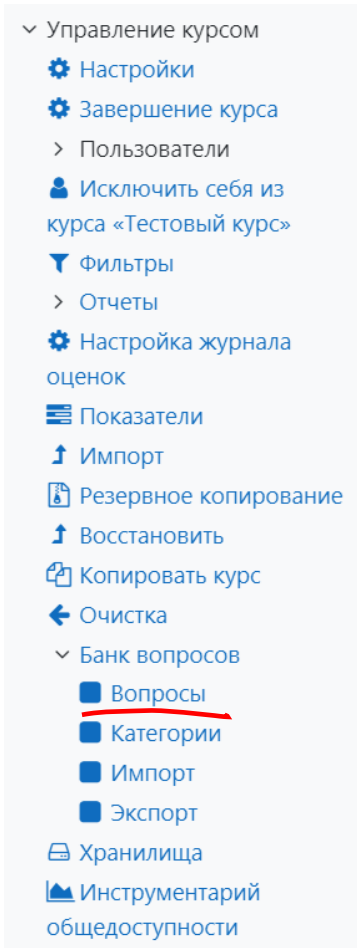 Управление курсом
Настройки
Завершение курса
Пользователи
Исключить себя из
курса «Тестовый курс»
Фильтры
Отчеты
Настройка журнала
оценок
Показатели
Импорт
Резервное копирование
Восстановить
Копировать курс
Очистка
Банк вопросов
Вопросы
Категории
Импорт
Экспорт
Хранилища
Инструментарий
общедоступности